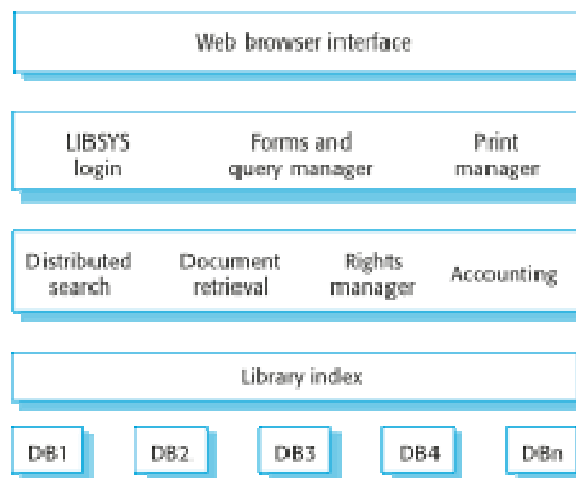 Web browser interface
LIBSYS login
Forms and query manager
Print manager
Distributed search
Document retrieval
Rights manager
Accounting
Library index
DB1 DB2 DB3 DB4 DBn